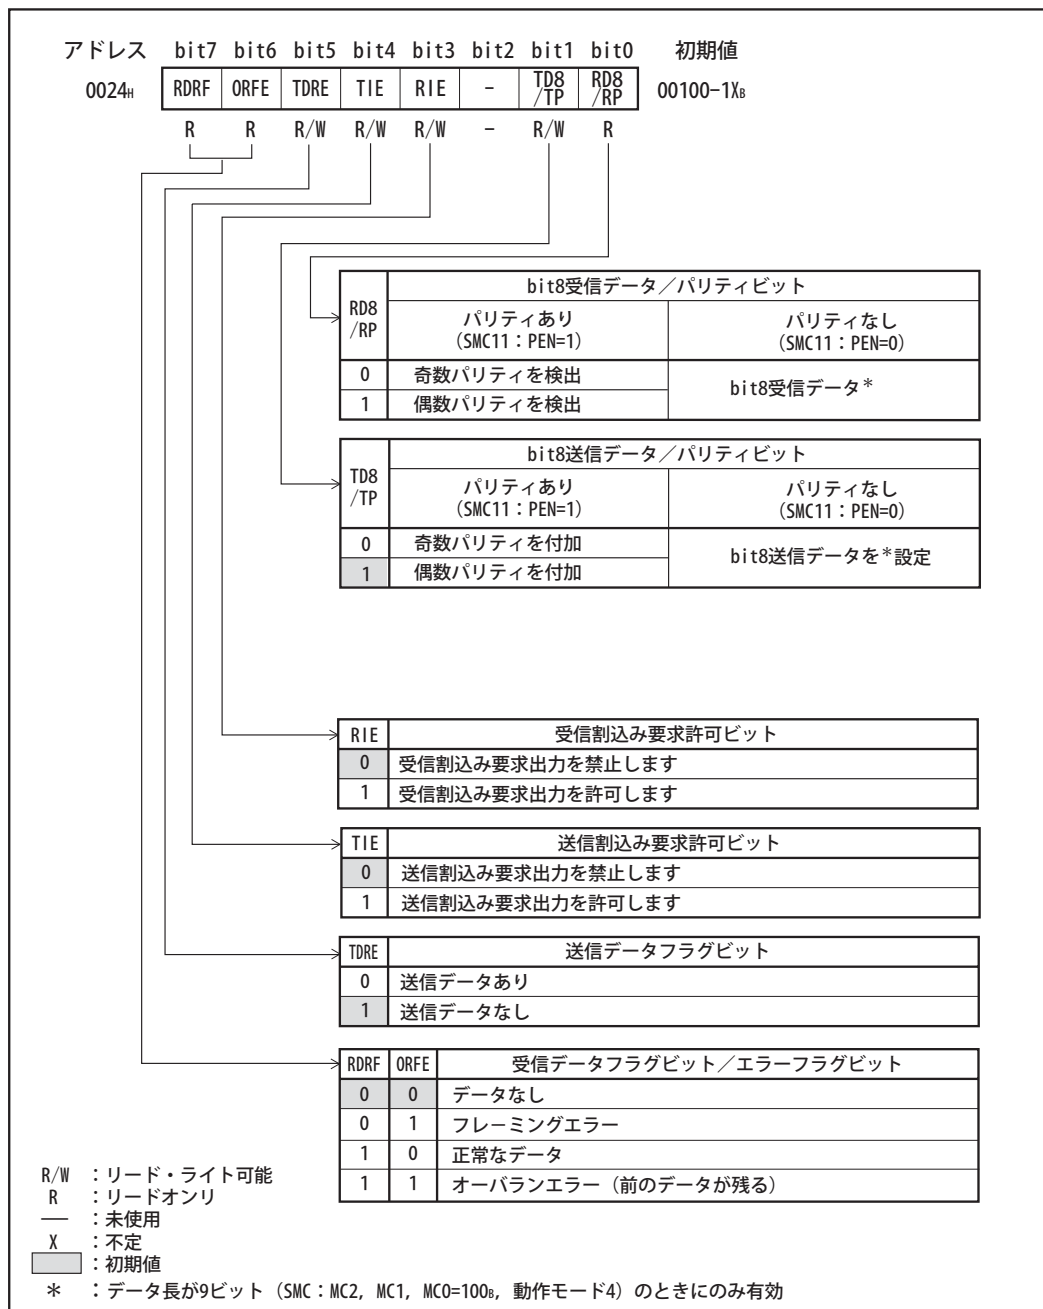 アドレス bit7 bit6 bit5 bit4 bit3 bit2 bit1 bit0 初期値
0024H RDRF ORFE TDRE TIE RIE - TD8/TP RD8/RP 00100-1XB
R R R/W R/W R/W - R/W R
RD8/RP bit8受信データ／パリティビット
パリティあり パリティなし
(SMC11：PEN=1) (SMC11：PEN=0)
0 奇数パリティを検出 bit8受信データ*
1 偶数パリティを検出
TD8/TP bit8送信データ／パリティビット
パリティあり パリティなし
(SMC11：PEN=1) (SMC11：PEN=0)
0 奇数パリティを付加 bit8送信データを*設定
1 偶数パリティを付加
RIE 受信割込み要求許可ビット
0 受信割込み要求出力を禁止します
1 受信割込み要求出力を許可します
TIE 送信割込み要求許可ビット
0 送信割込み要求出力を禁止します
1 送信割込み要求出力を許可します
TDRE 送信データフラグビット
0 送信データあり
1 送信データなし
RDRF ORFE 受信データフラグビット／エラーフラグビット
0 0 データなし
0 1 フレーミングエラー
1 0 正常なデータ
1 1 オーバランエラー（前のデータが残る）
R/W ：リード・ライト可能
R ：リードオンリ
― ：未使用
X ：不定
：初期値
* ：データ長が9ビット（SMC：MC2, MC1, MC0=100B, 動作モード4）のときにのみ有効